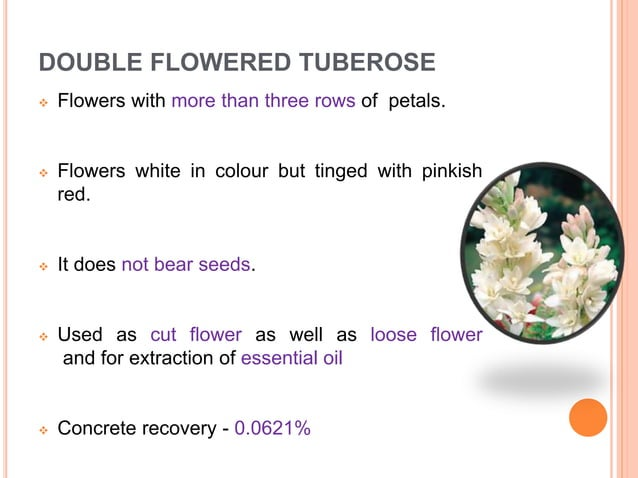 DOUBLE FLOWERED TUBEROSE
Flowers with more than three rows of petals.
Flowers white in colour but tinged with pinkish
red.
It does not bear seeds.
Used as cut flower as well as loose flower
and for extraction of essential oil
Concrete recovery - 0.0621%